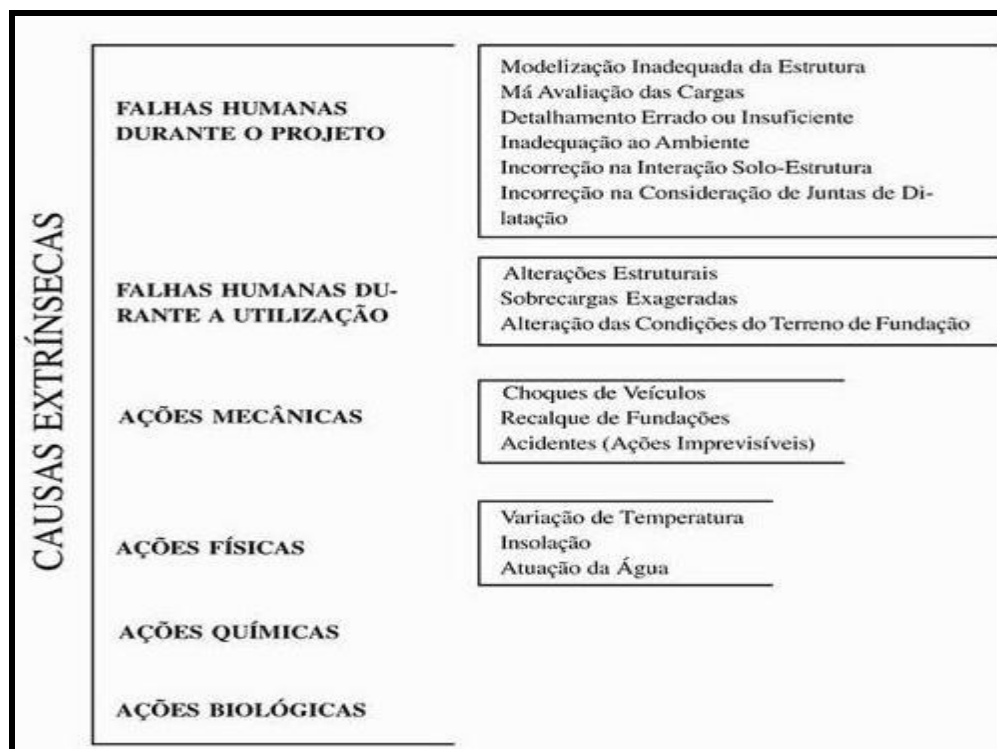 CAUSAS EXTRÍNSECAS
FALHAS HUMANAS
DURANTE O PROJETO
Modelização Inadequada da Estrutura
Má Avaliação das Cargas
Detalhamento Errado ou Insuficiente
Inadequação ao Ambiente
Incorreção na Interação Solo-Estrutura
Incorreção na Consideração de Juntas de Di-
latação
FALHAS HUMANAS DU-
RANTE A UTILIZAÇÃO
Alterações Estruturais
Sobrecargas Exageradas
Alteração das Condições do Terreno de Fundação
AÇÕES MECÂNICAS
Choques de Veículos
Recalque de Fundações
Acidentes (Ações Imprevisíveis)
AÇÕES FÍSICAS
Variação de Temperatura
Insolação
Atuação da Água
AÇÕES QUÍMICAS
AÇÕES BIOLÓGICAS